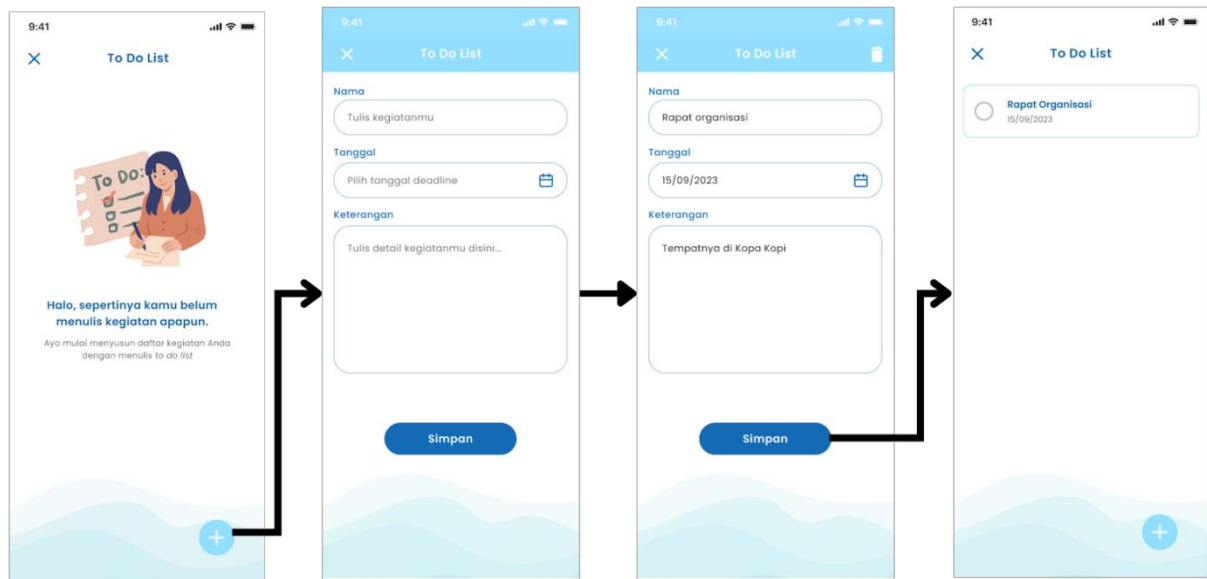 9:41
To Do List
To Do:
Halo, sepertinya kamu belum
menulis kegiatan apapun.
Ayo mulai menyusun daftar kegiatan Anda
dengan menulis to do list
9:41
To Do List
Nama
Tulis kegiatanmu
Tanggal
Pilih tanggal deadline
Keterangan
Tulis detail kegiatanmu disini...
Simpan
9:41
To Do List
Nama
Rapat organisasi
Tanggal
15/09/2023
Keterangan
Tempatnya di Kopa Kopi
Simpan
9:41
To Do List
Rapat Organisasi
15/09/2023